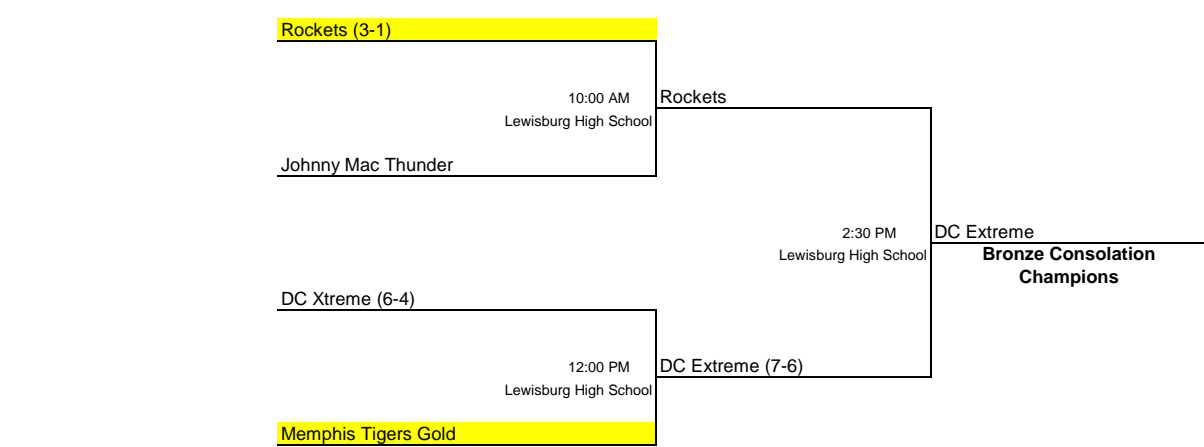 Rockets (3-1)
10:00 AM
Rockets
Lewisburg High School
Johnny Mac Thunder
2:30 PM
DC Extreme
Lewisburg High School
Bronze Consolation
Champions
DC Xtreme (6-4)
12:00 PM
DC Extreme (7-6)
Lewisburg High School
Memphis Tigers Gold